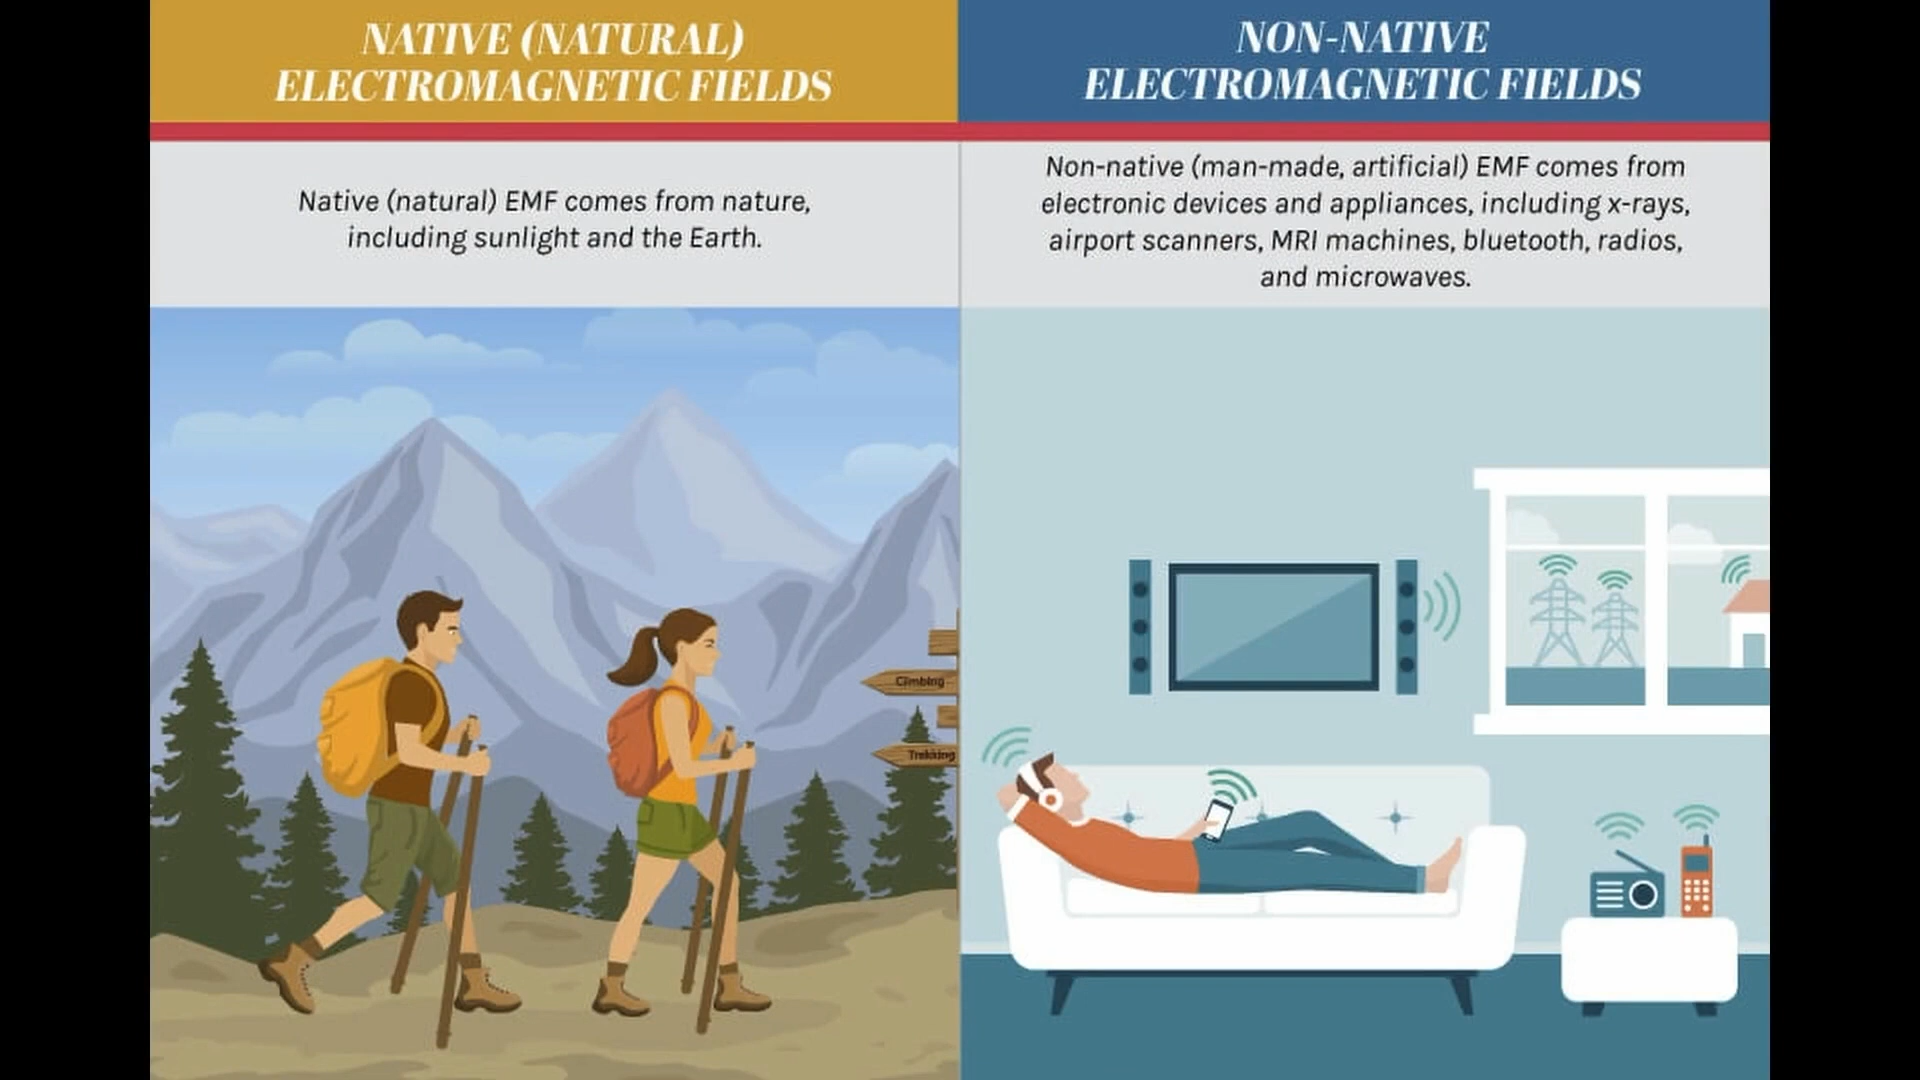 NATIVE (NATURAL)
ELECTROMAGNETIC FIELDS
Native (natural) EMF comes from nature,
including sunlight and the Earth.
NON-NATIVE
ELECTROMAGNETIC FIELDS
Non-native (man-made, artificial) EMF comes from
electronic devices and appliances, including x-rays,
airport scanners, MRI machines, bluetooth, radios,
and microwaves.
Climbing
Trekking